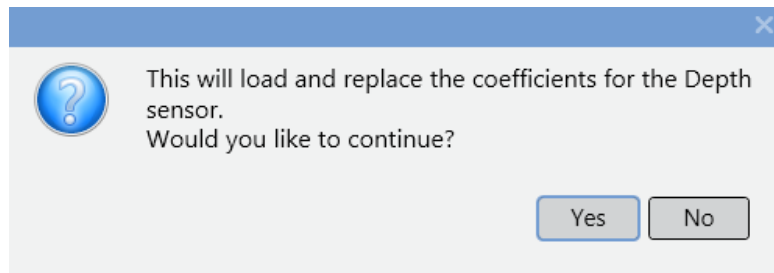 This will load and replace the coefficients for the Depth
sensor.
Would you like to continue?
Yes
No